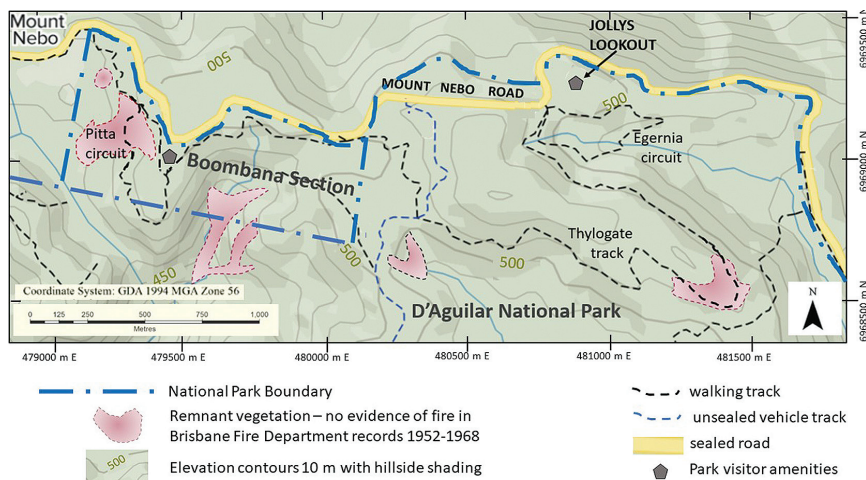 Mount
Nebo
JOLLYS
LOOKOUT
500
MOUNT NEBO ROAD
500
Pitta
circuit
Egernia
circuit
Boombana Section
Thylogate
track
500
500
450
D'Aguilar National Park
Coordinate System: GDA 1994 MGA Zone 56
0 125 250 500 750 1,000
Metres
N
6969500 m N
6969000 m N
6968500 m N
479000 m E
479500 m E
480000 m E
480500 m E
481000 m E
481500 m E
National Park Boundary
Remnant vegetation – no evidence of fire in
Brisbane Fire Department records 1952-1968
500
Elevation contours 10 m with hillside shading
walking track
unsealed vehicle track
sealed road
Park visitor amenities